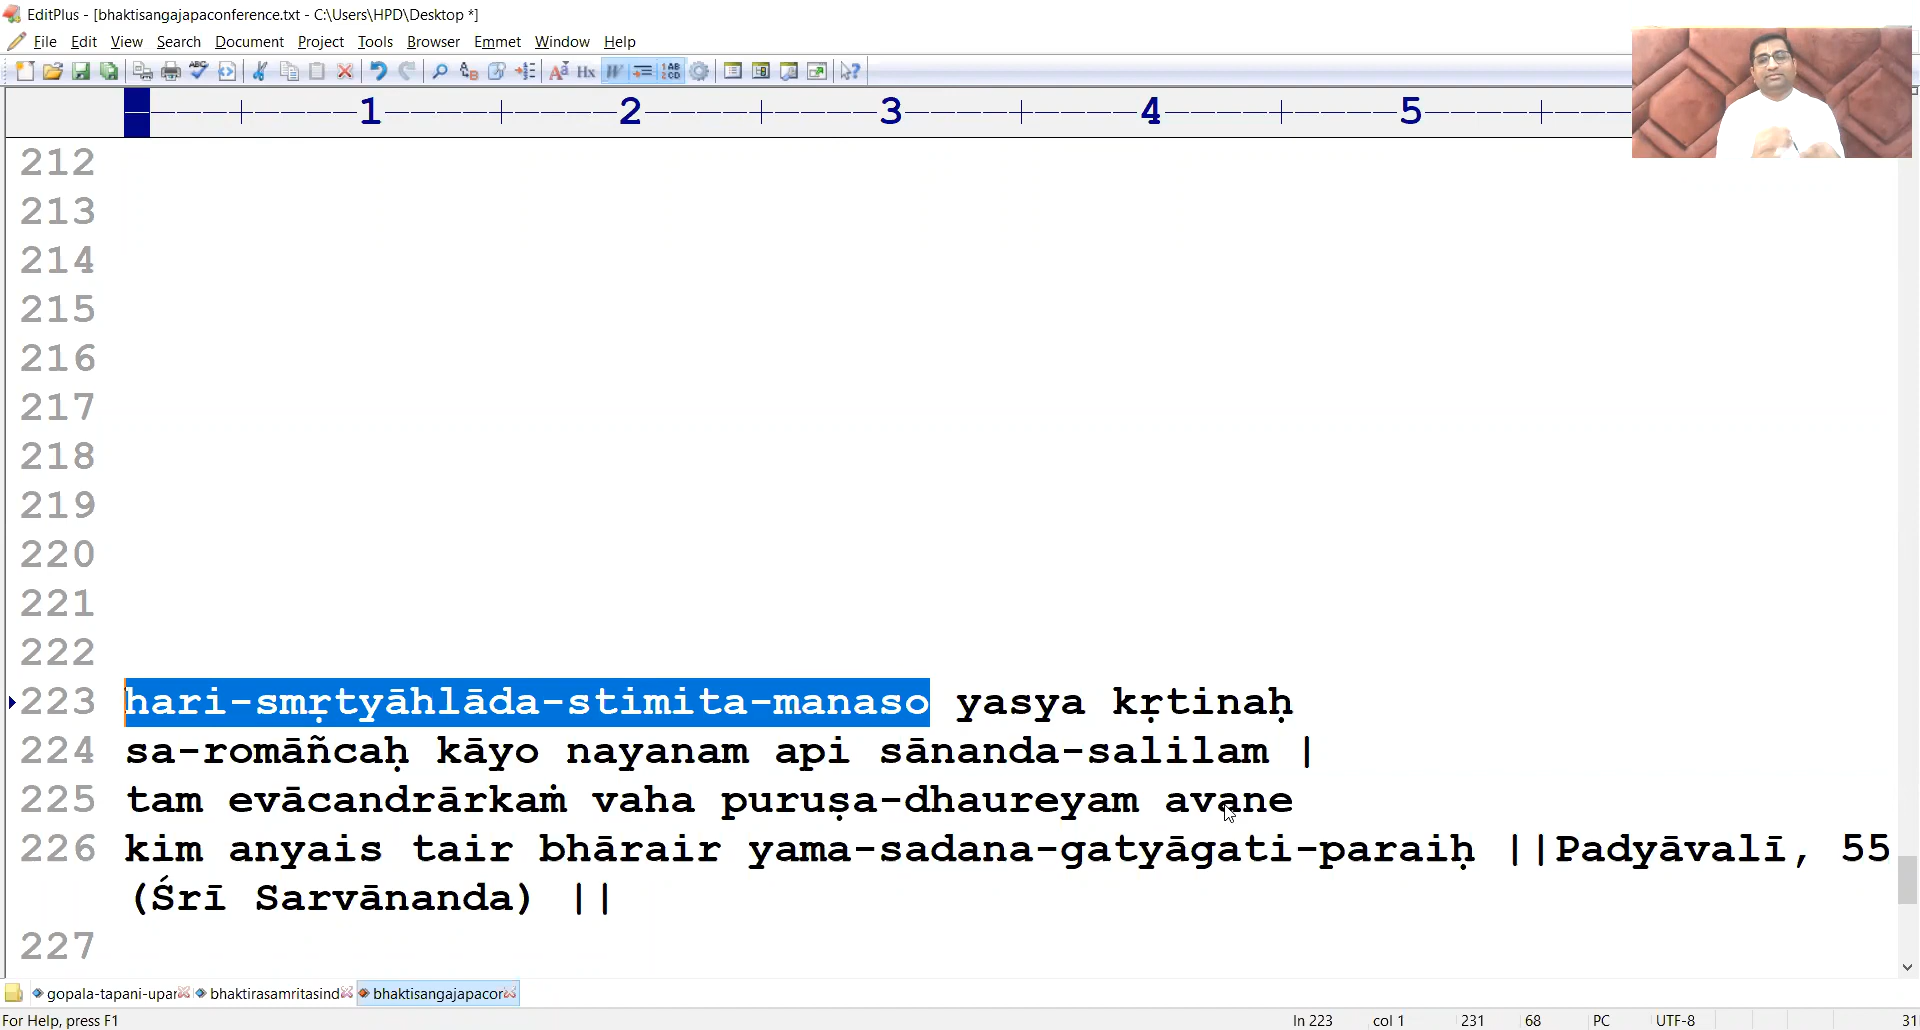 EditPlus - [bhaktisangajapaconference.txt - C:\Users\HPD\Desktop *]
File Edit View Search Document Project Tools Browser Emmet Window Help
1 2 3 4 5
212
213
214
215
216
217
218
219
220
221
222
223 hari-smṛtyāhlāda-stimita-manaso yasya kṛtinaḥ
224 sa-romāñcaḥ kāyo nayanam api sānanda-salilam |
225 tam evācandrārkaṁ vaha puruṣa-dhaureyam avane
226 kim anyais tair bhārair yama-sadana-gatyāgati-paraiḥ ||Padyāvalī, 55
(Śrī Sarvānanda) ||
227
gopala-tapani-upar bhaktirasamritasind bhaktisangajapacor
For Help, press F1 ln 223 col 1 231 68 PC UTF-8 31